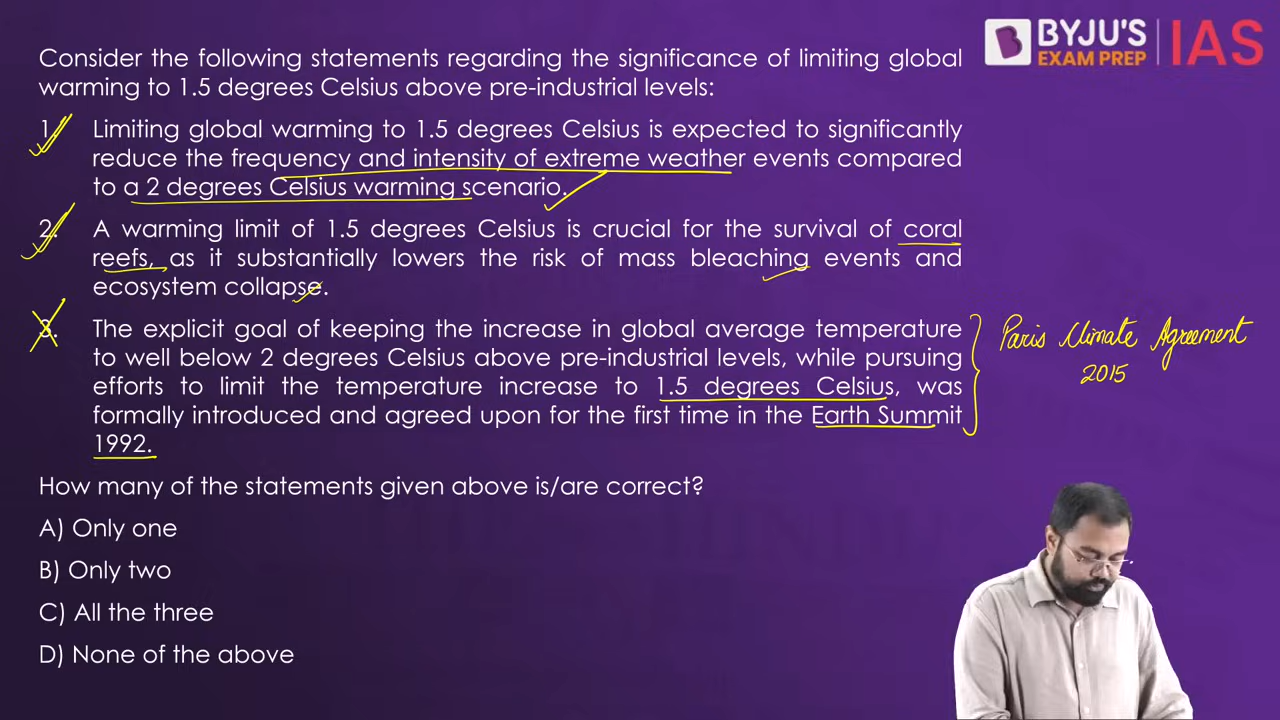 BYJU'S
EXAM PREP
IAS
Consider the following statements regarding the significance of limiting global
warming to 1.5 degrees Celsius above pre-industrial levels:
1. Limiting global warming to 1.5 degrees Celsius is expected to significantly
reduce the frequency and intensity of extreme weather events compared
to a 2 degrees Celsius warming scenario.
2. A warming limit of 1.5 degrees Celsius is crucial for the survival of coral
reefs, as it substantially lowers the risk of mass bleaching events and
ecosystem collapse.
3. The explicit goal of keeping the increase in global average temperature
to well below 2 degrees Celsius above pre-industrial levels, while pursuing
efforts to limit the temperature increase to 1.5 degrees Celsius, was
formally introduced and agreed upon for the first time in the Earth Summit
1992.
Paris Climate Agreement
2015
How many of the statements given above is/are correct?
A) Only one
B) Only two
C) All the three
D) None of the above